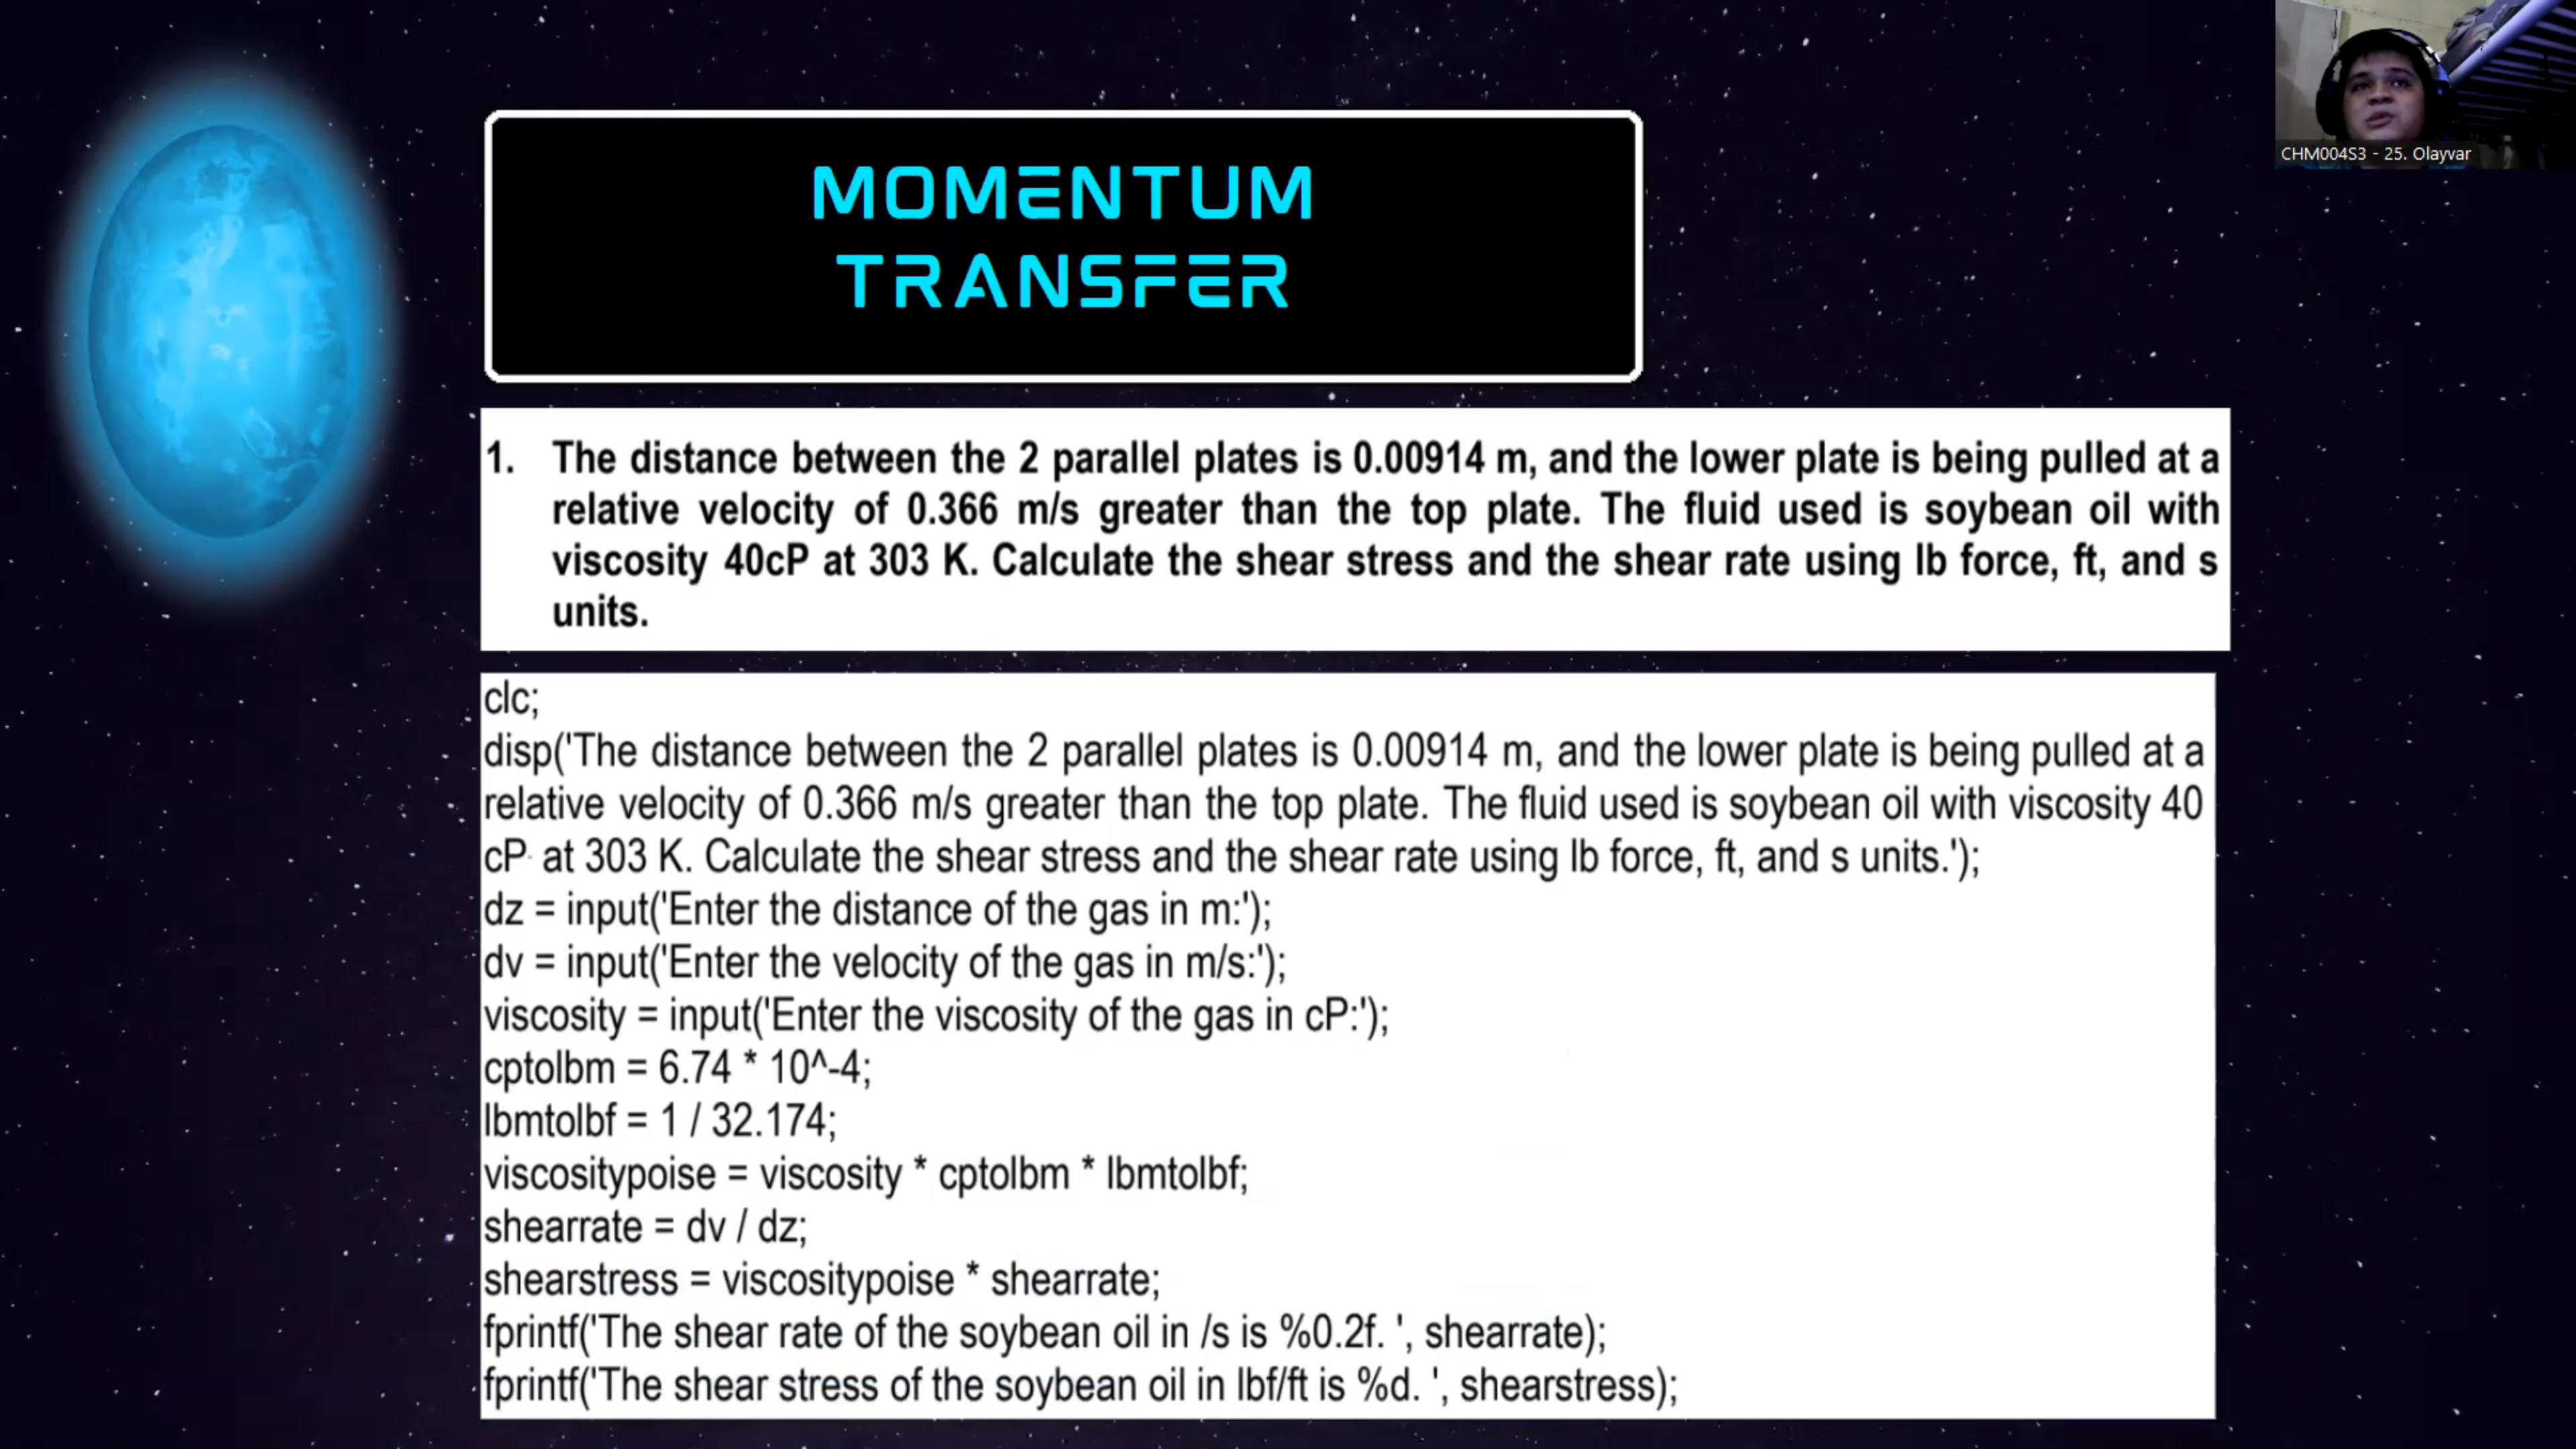 CHM004S3 - 25. Olayvar
MOMENTUM
TRANSFER
1. The distance between the 2 parallel plates is 0.00914 m, and the lower plate is being pulled at a
relative velocity of 0.366 m/s greater than the top plate. The fluid used is soybean oil with
viscosity 40cP at 303 K. Calculate the shear stress and the shear rate using lb force, ft, and s
units.
clc;
disp('The distance between the 2 parallel plates is 0.00914 m, and the lower plate is being pulled at a
relative velocity of 0.366 m/s greater than the top plate. The fluid used is soybean oil with viscosity 40
cP at 303 K. Calculate the shear stress and the shear rate using lb force, ft, and s units.');
dz = input('Enter the distance of the gas in m:');
dv = input('Enter the velocity of the gas in m/s:');
viscosity = input('Enter the viscosity of the gas in cP:');
cptolbm = 6.74 * 10^-4;
lbmtolbf = 1 / 32.174;
viscositypoise = viscosity * cptolbm * lbmtolbf;
shearrate = dv / dz;
shearstress = viscositypoise * shearrate;
fprintf('The shear rate of the soybean oil in /s is %0.2f. ', shearrate);
fprintf('The shear stress of the soybean oil in lbf/ft is %d. ', shearstress);